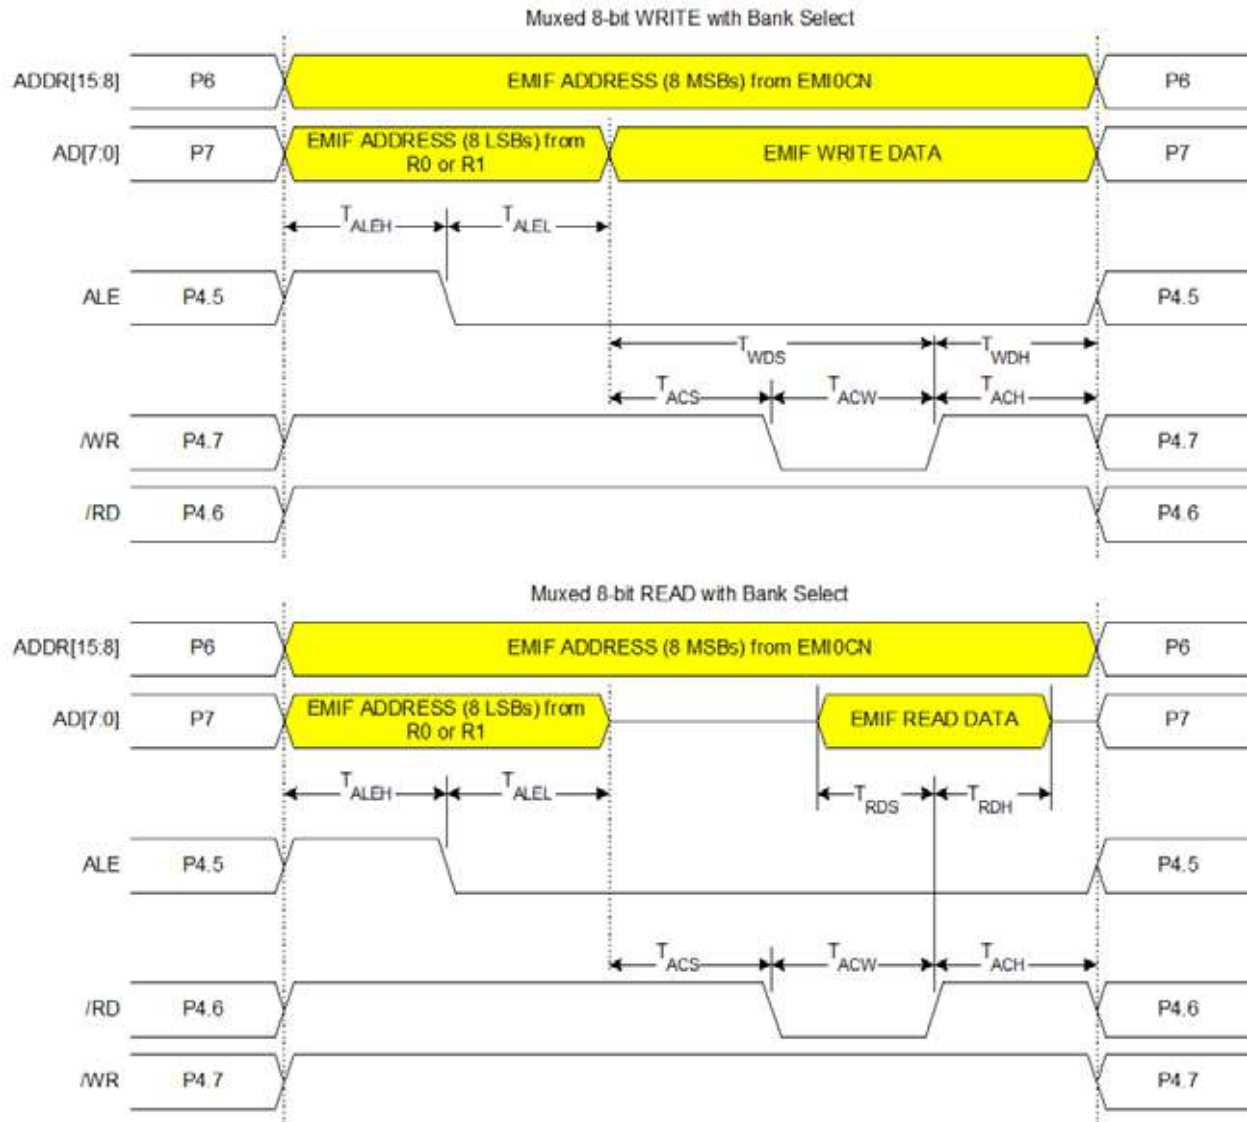 Muxed 8-bit WRITE with Bank Select
ADDR[15:8] P6 EMIF ADDRESS (8 MSBs) from EMI0CN P6
AD[7:0] P7 EMIF ADDRESS (8 LSBs) from
R0 or R1 EMIF WRITE DATA P7
TALEH TALEL
ALE P4.5 P4.5
TWDS TWDH
TACS TACW TACH
/WR P4.7 P4.7
/RD P4.6 P4.6
Muxed 8-bit READ with Bank Select
ADDR[15:8] P6 EMIF ADDRESS (8 MSBs) from EMI0CN P6
AD[7:0] P7 EMIF ADDRESS (8 LSBs) from
R0 or R1 EMIF READ DATA P7
TALEH TALEL TRDS TRDH
ALE P4.5 P4.5
TACS TACW TACH
/RD P4.6 P4.6
/WR P4.7 P4.7